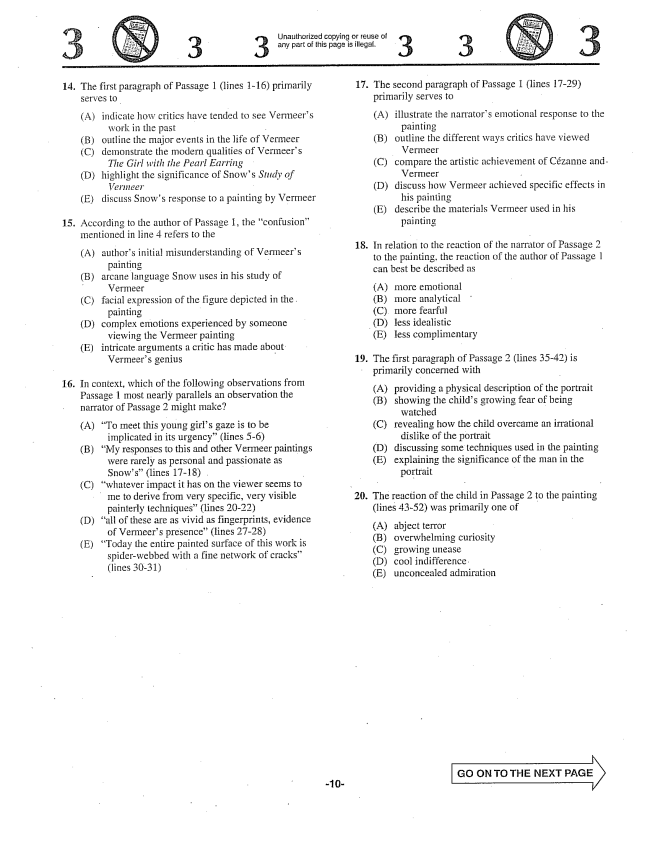 3
3
3
Unauthorized copying or reuse of
any part of this page is illegal.
3
3
3
14. The first paragraph of Passage 1 (lines 1-16) primarily
serves to
(A) indicate how critics have tended to see Vermeer's
work in the past
(B) outline the major events in the life of Vermeer
(C) demonstrate the modern qualities of Vermeer's
The Girl with the Pearl Earring
(D) highlight the significance of Snow's Study of
Vermeer
(E) discuss Snow's response to a painting by Vermeer
15. According to the author of Passage 1, the "confusion"
mentioned in line 4 refers to the
(A) author's initial misunderstanding of Vermeer's
painting
(B) arcane language Snow uses in his study of
Vermeer
(C) facial expression of the figure depicted in the
painting
(D) complex emotions experienced by someone
viewing the Vermeer painting
(E) intricate arguments a critic has made about
Vermeer's genius
16. In context, which of the following observations from
Passage 1 most nearly parallels an observation the
narrator of Passage 2 might make?
(A) "To meet this young girl's gaze is to be
implicated in its urgency" (lines 5-6)
(B) "My responses to this and other Vermeer paintings
were rarely as personal and passionate as
Snow's" (lines 17-18)
(C) "whatever impact it has on the viewer seems to
me to derive from very specific, very visible
painterly techniques" (lines 20-22)
(D) "all of these are as vivid as fingerprints, evidence
of Vermeer's presence" (lines 27-28)
(E) "Today the entire painted surface of this work is
spider-webbed with a fine network of cracks"
(lines 30-31)
17. The second paragraph of Passage 1 (lines 17-29)
primarily serves to
(A) illustrate the narrator's emotional response to the
painting
(B) outline the different ways critics have viewed
Vermeer
(C) compare the artistic achievement of Cézanne and
Vermeer
(D) discuss how Vermeer achieved specific effects in
his painting
(E) describe the materials Vermeer used in his
painting
18. In relation to the reaction of the narrator of Passage 2
to the painting, the reaction of the author of Passage 1
can best be described as
(A) more emotional
(B) more analytical
(C) more fearful
(D) less idealistic
(E) less complimentary
19. The first paragraph of Passage 2 (lines 35-42) is
primarily concerned with
(A) providing a physical description of the portrait
(B) showing the child's growing fear of being
watched
(C) revealing how the child overcame an irrational
dislike of the portrait
(D) discussing some techniques used in the painting
(E) explaining the significance of the man in the
portrait
20. The reaction of the child in Passage 2 to the painting
(lines 43-52) was primarily one of
(A) abject terror
(B) overwhelming curiosity
(C) growing unease
(D) cool indifference
(E) unconcealed admiration
GO ON TO THE NEXT PAGE
-10-